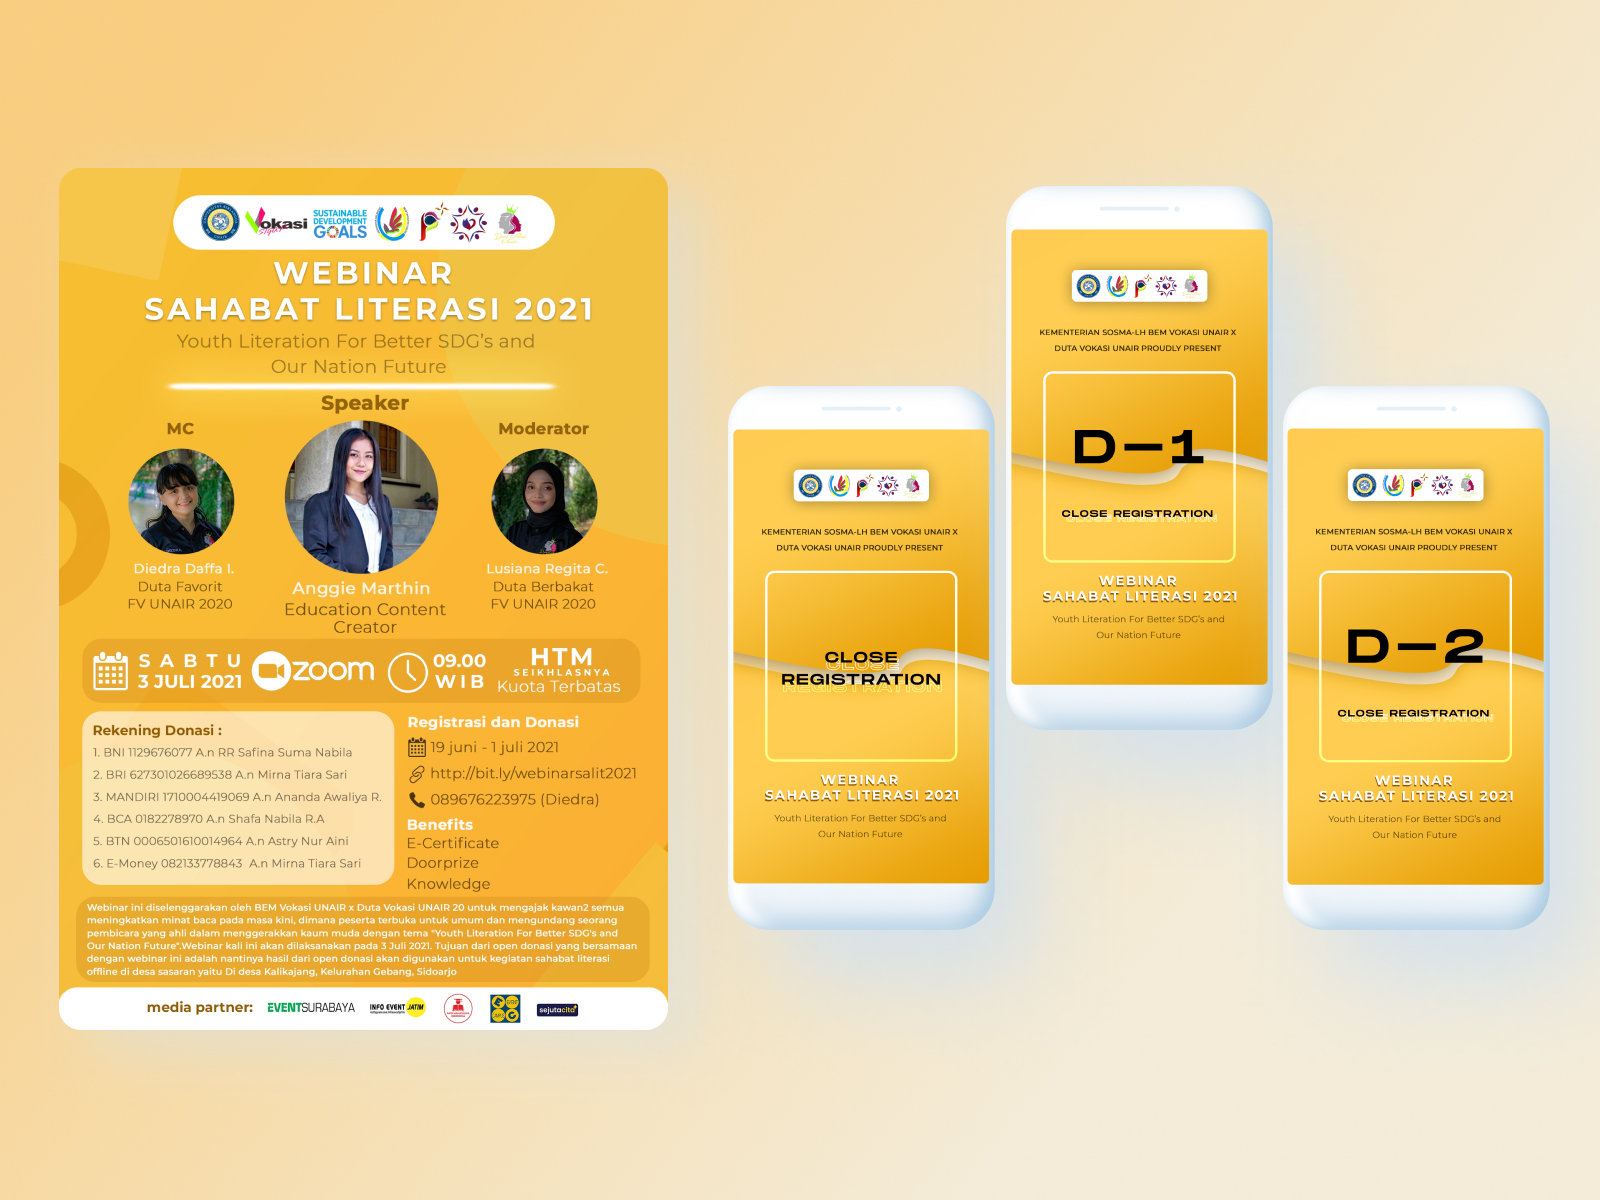 Vokasi
SUSTAINABLE
DEVELOPMENT
GOALS
WEBINAR
SAHABAT LITERASI 2021
Youth Literation For Better SDG's and
Our Nation Future
Speaker
MC
Moderator
Diedra Daffa I.
Duta Favorit
FV UNAIR 2020
Anggie Marthin
Education Content
Creator
Lusiana Regita C.
Duta Berbakat
FV UNAIR 2020
SABTU
3 JULI 2021
zoom
09.00
WIB
HTM
SEIKHLASNYA
Kuota Terbatas
Rekening Donasi :
1. BNI 1129676077 A.n RR Safina Suma Nabila
2. BRI 627301026689538 A.n Mirna Tiara Sari
3. MANDIRI 1710004419069 A.n Ananda Awaliya R.
4. BCA 0182278970 A.n Shafa Nabila R.A
5. BTN 0006501610014964 A.n Astry Nur Aini
6. E-Money 082133778843 A.n Mirna Tiara Sari
Registrasi dan Donasi
19 juni - 1 juli 2021
http://bit.ly/webinarsalit2021
089676223975 (Diedra)
Benefits
E-Certificate
Doorprize
Knowledge
Webinar ini diselenggarakan oleh BEM Vokasi UNAIR x Duta Vokasi UNAIR 20 untuk mengajak kawan2 semua
meningkatkan minat baca pada masa kini, dimana peserta terbuka untuk umum dan mengundang seorang
pembicara yang ahli dalam menggerakkan kaum muda dengan tema "Youth Literation For Better SDG's and
Our Nation Future".Webinar kali ini akan dilaksanakan pada 3 Juli 2021. Tujuan dari open donasi yang bersamaan
dengan webinar ini adalah nantinya hasil dari open donasi akan digunakan untuk kegiatan sahabat literasi
offline di desa sasaran yaitu Di desa Kalikajang, Kelurahan Gebang, Sidoarjo
media partner:
EVENTSURABAYA
INFO EVENT JATIM
sejutacita
KEMENTERIAN SOSMA-LH BEM VOKASI UNAIR X
DUTA VOKASI UNAIR PROUDLY PRESENT
CLOSE
CLOSE
REGISTRATION
REGISTRATION
WEBINAR
SAHABAT LITERASI 2021
Youth Literation For Better SDG's and
Our Nation Future
KEMENTERIAN SOSMA-LH BEM VOKASI UNAIR X
DUTA VOKASI UNAIR PROUDLY PRESENT
D-1
CLOSE REGISTRATION
CLOSE REGISTRATION
WEBINAR
SAHABAT LITERASI 2021
Youth Literation For Better SDG's and
Our Nation Future
KEMENTERIAN SOSMA-LH BEM VOKASI UNAIR X
DUTA VOKASI UNAIR PROUDLY PRESENT
D-2
CLOSE REGISTRATION
CLOSE REGISTRATION
WEBINAR
SAHABAT LITERASI 2021
Youth Literation For Better SDG's and
Our Nation Future